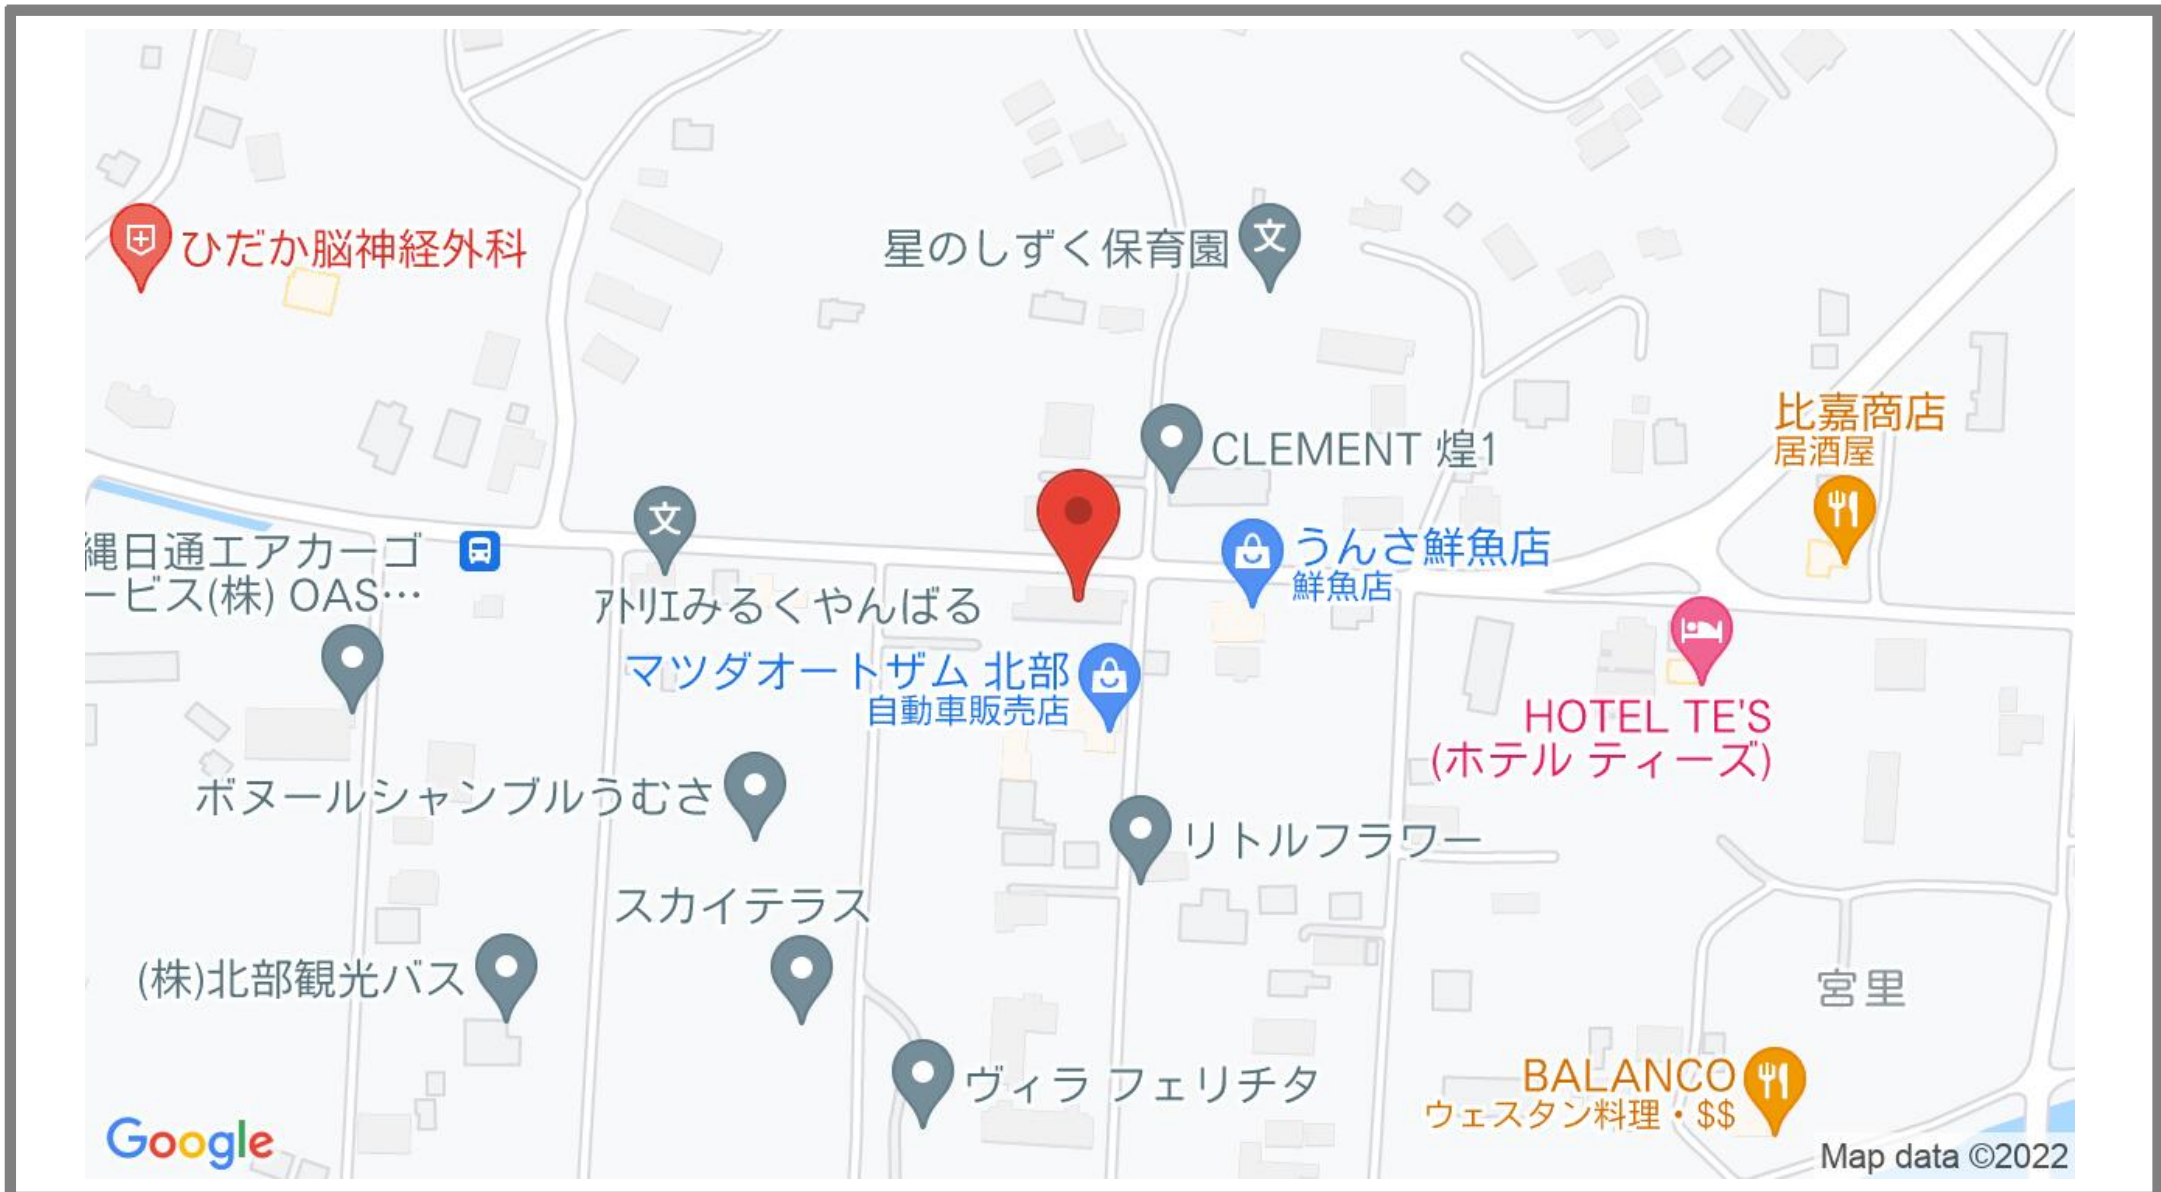 ひだか脳神経外科
星のしずく保育園
比嘉商店
居酒屋
CLEMENT 煌1
縄日通エアカーゴ
ービス(株) OAS…
うんさ鮮魚店
鮮魚店
ｱﾄﾘｴみるくやんばる
マツダオートザム 北部
自動車販売店
HOTEL TE'S
(ホテル ティーズ)
ボヌールシャンブルうむさ
リトルフラワー
スカイテラス
(株)北部観光バス
宮里
ヴィラ フェリチタ
BALANCO
ウェスタン料理・$$
Google
Map data ©2022